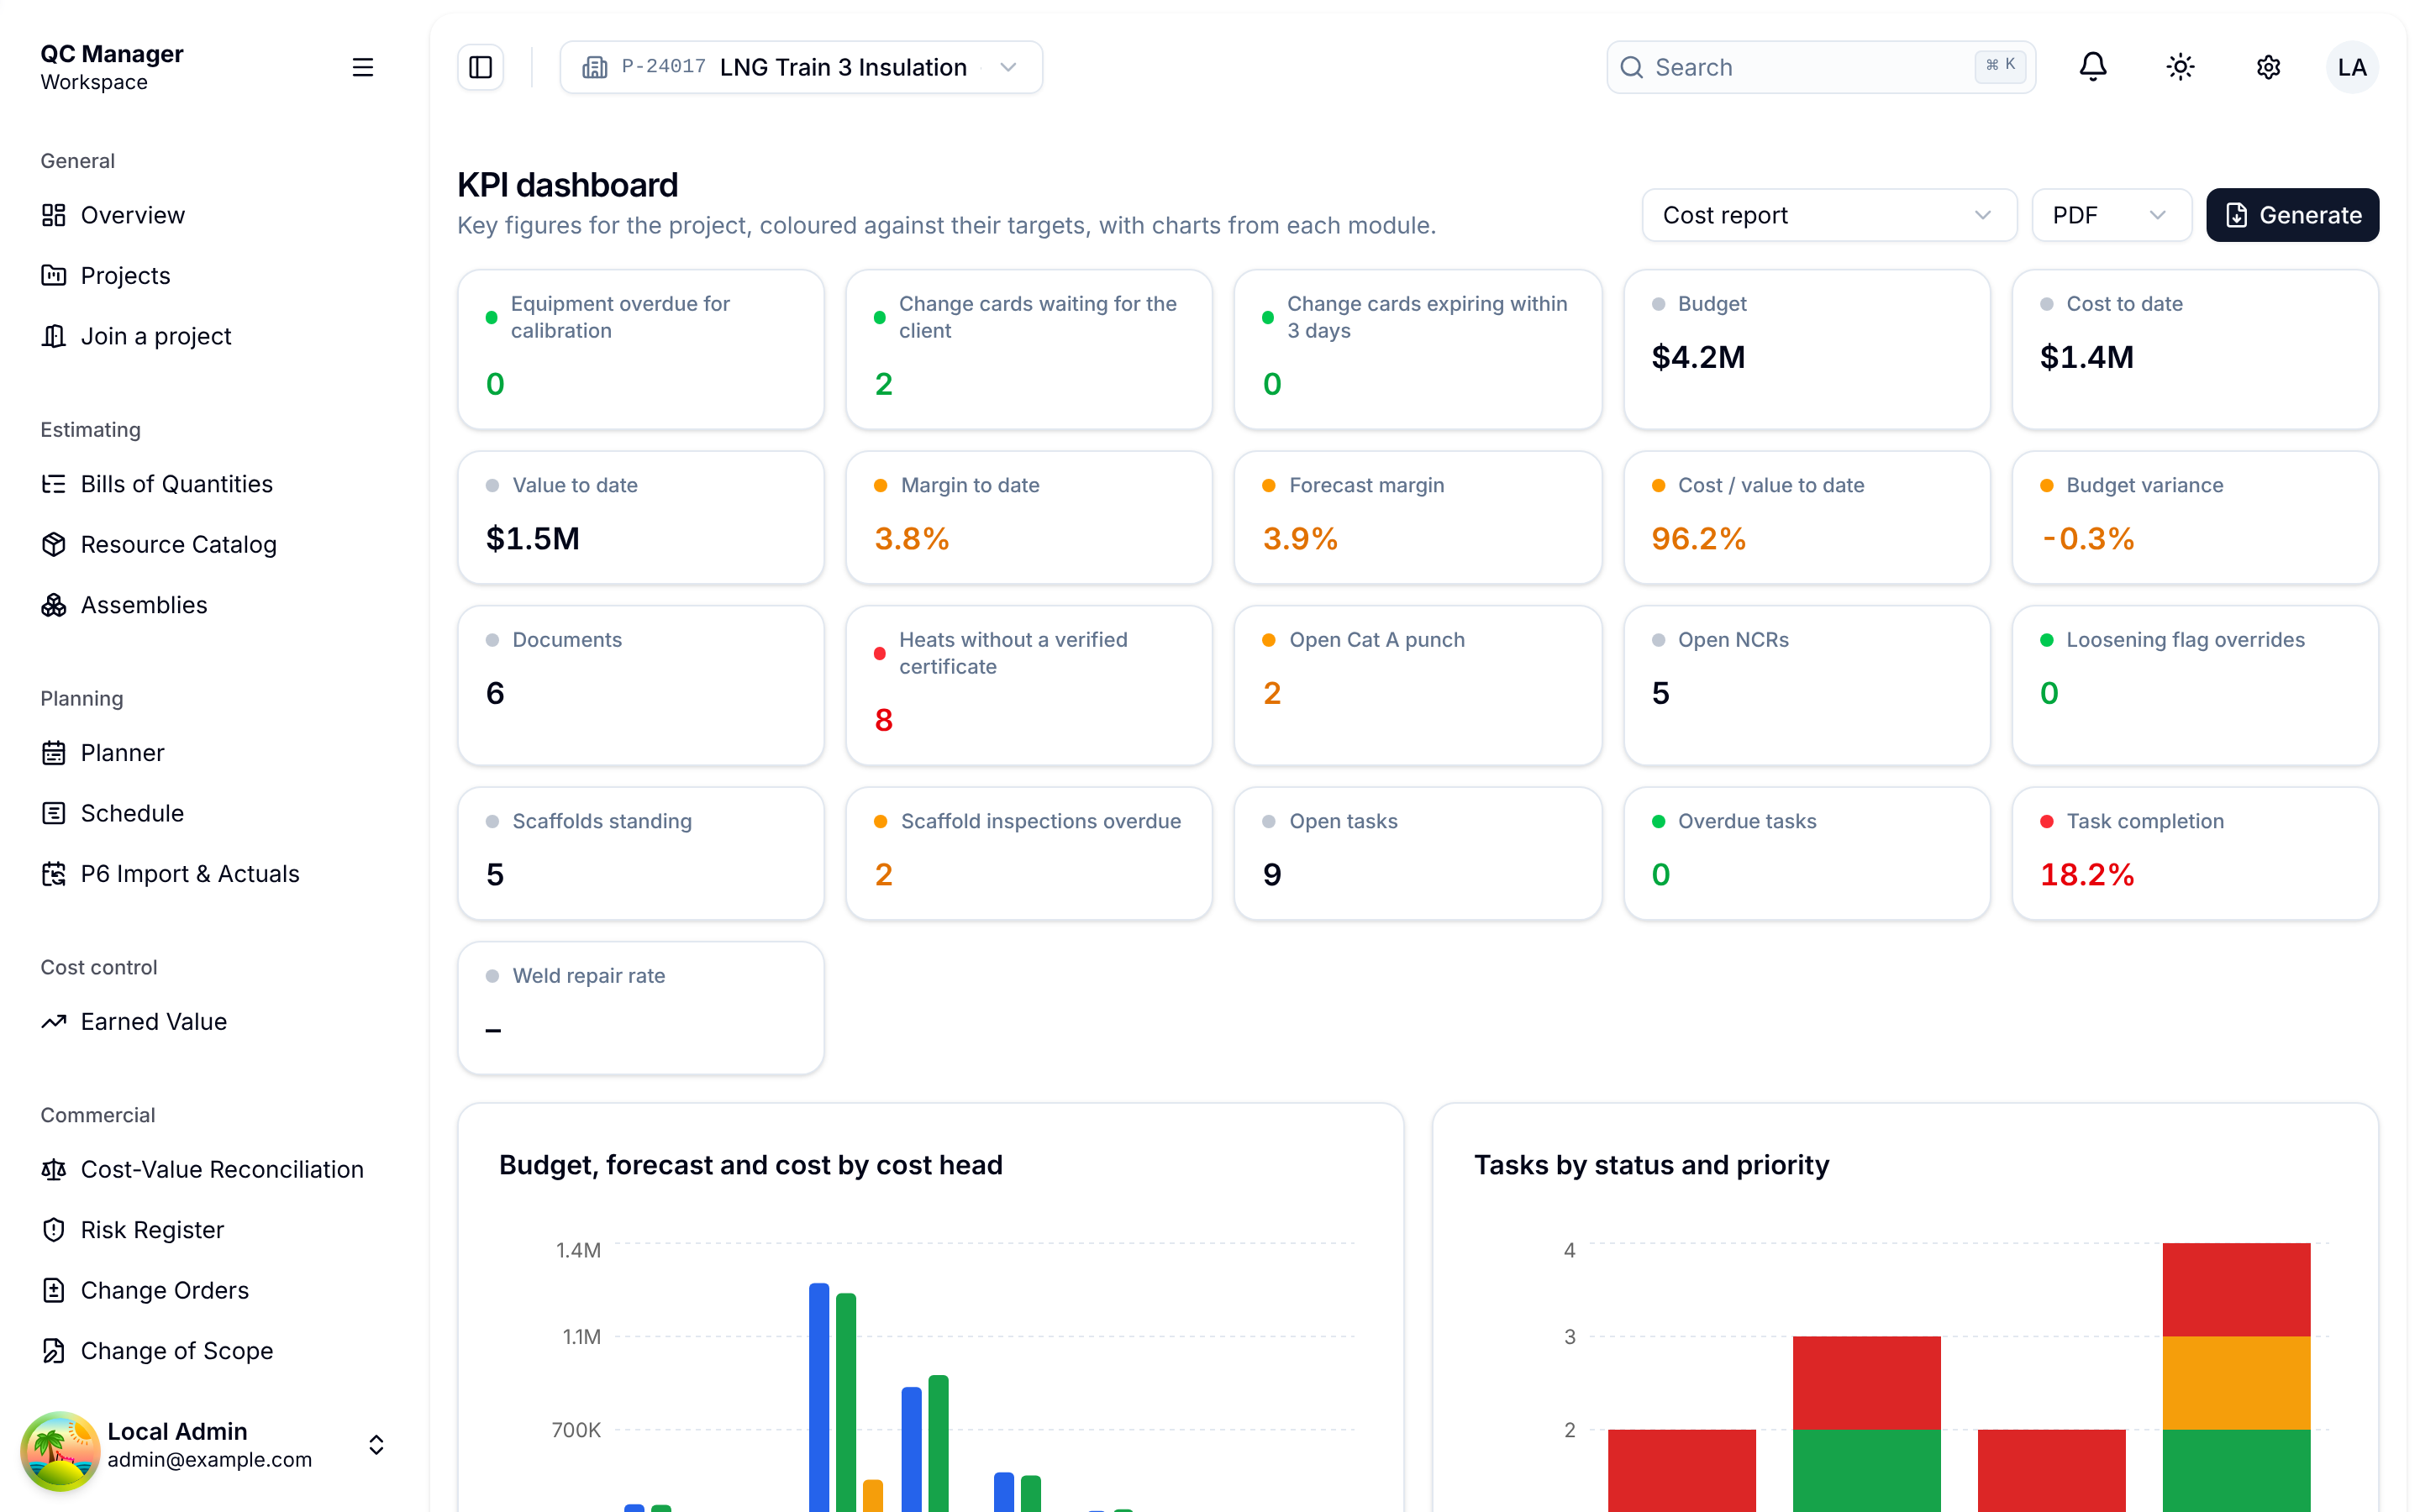 QC Manager
Workspace
General
Overview
Projects
Join a project
Estimating
Bills of Quantities
Resource Catalog
Assemblies
Planning
Planner
Schedule
P6 Import & Actuals
Cost control
Earned Value
Commercial
Cost-Value Reconciliation
Risk Register
Change Orders
Change of Scope
Local Admin
admin@example.com
P-24017 LNG Train 3 Insulation
Search ⌘ K
LA
KPI dashboard
Key figures for the project, coloured against their targets, with charts from each module.
Cost report
PDF
Generate
Equipment overdue for
calibration
0
Change cards waiting for the
client
2
Change cards expiring within
3 days
0
Budget
$4.2M
Cost to date
$1.4M
Value to date
$1.5M
Margin to date
3.8%
Forecast margin
3.9%
Cost / value to date
96.2%
Budget variance
-0.3%
Documents
6
Heats without a verified
certificate
8
Open Cat A punch
2
Open NCRs
5
Loosening flag overrides
0
Scaffolds standing
5
Scaffold inspections overdue
2
Open tasks
9
Overdue tasks
0
Task completion
18.2%
Weld repair rate
–
Budget, forecast and cost by cost head
1.4M
1.1M
700K
Tasks by status and priority
4
3
2